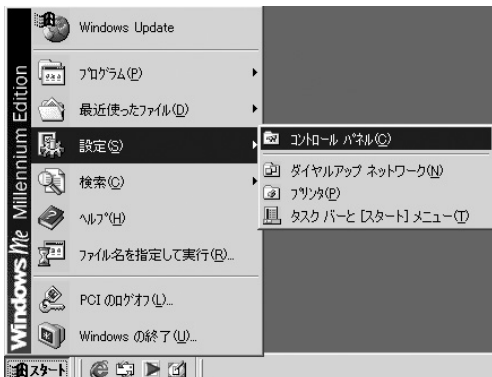 Windows Me Millennium Edition
Windows Update
プログラム(P)
最近使ったファイル(D)
設定(S)
検索(C)
ヘルプ(H)
ファイル名を指定して実行(R)...
PCI のログオフ(L)...
Windows の終了(U)...
コントロール パネル(C)
ダイヤルアップ ネットワーク(N)
プリンタ(P)
タスク バーと [スタート] メニュー(T)
スタート